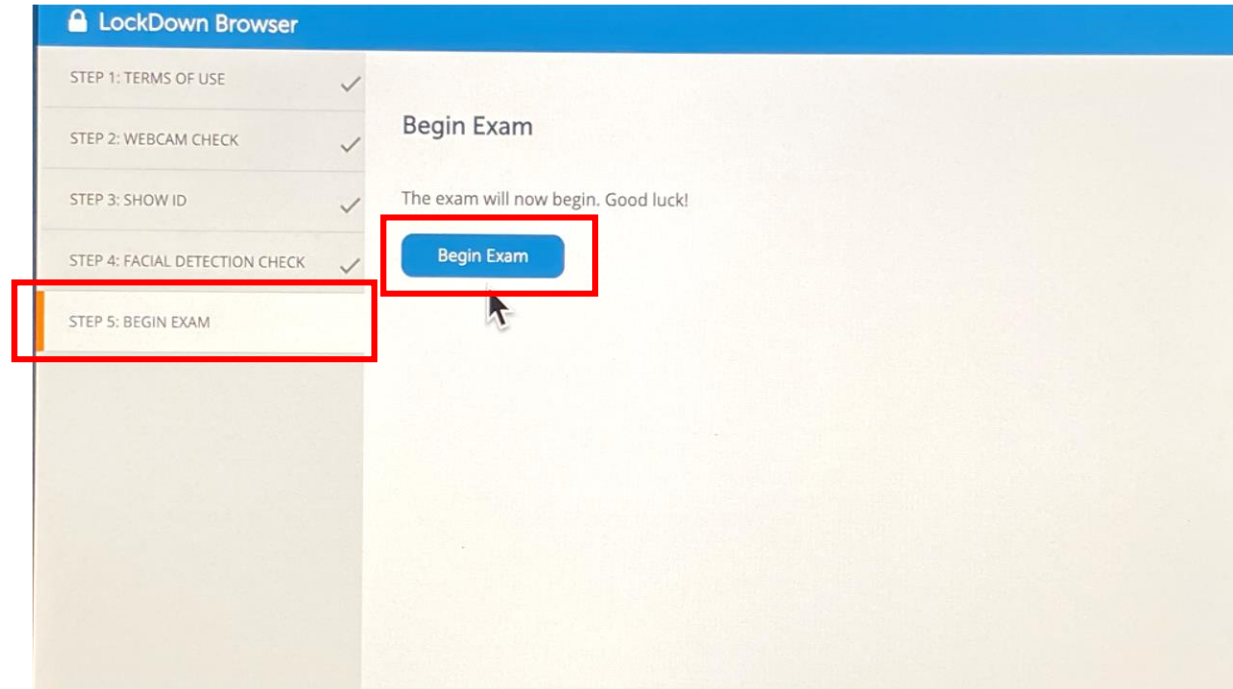 LockDown Browser
STEP 1: TERMS OF USE
STEP 2: WEBCAM CHECK
STEP 3: SHOW ID
STEP 4: FACIAL DETECTION CHECK
STEP 5: BEGIN EXAM
Begin Exam
The exam will now begin. Good luck!
Begin Exam